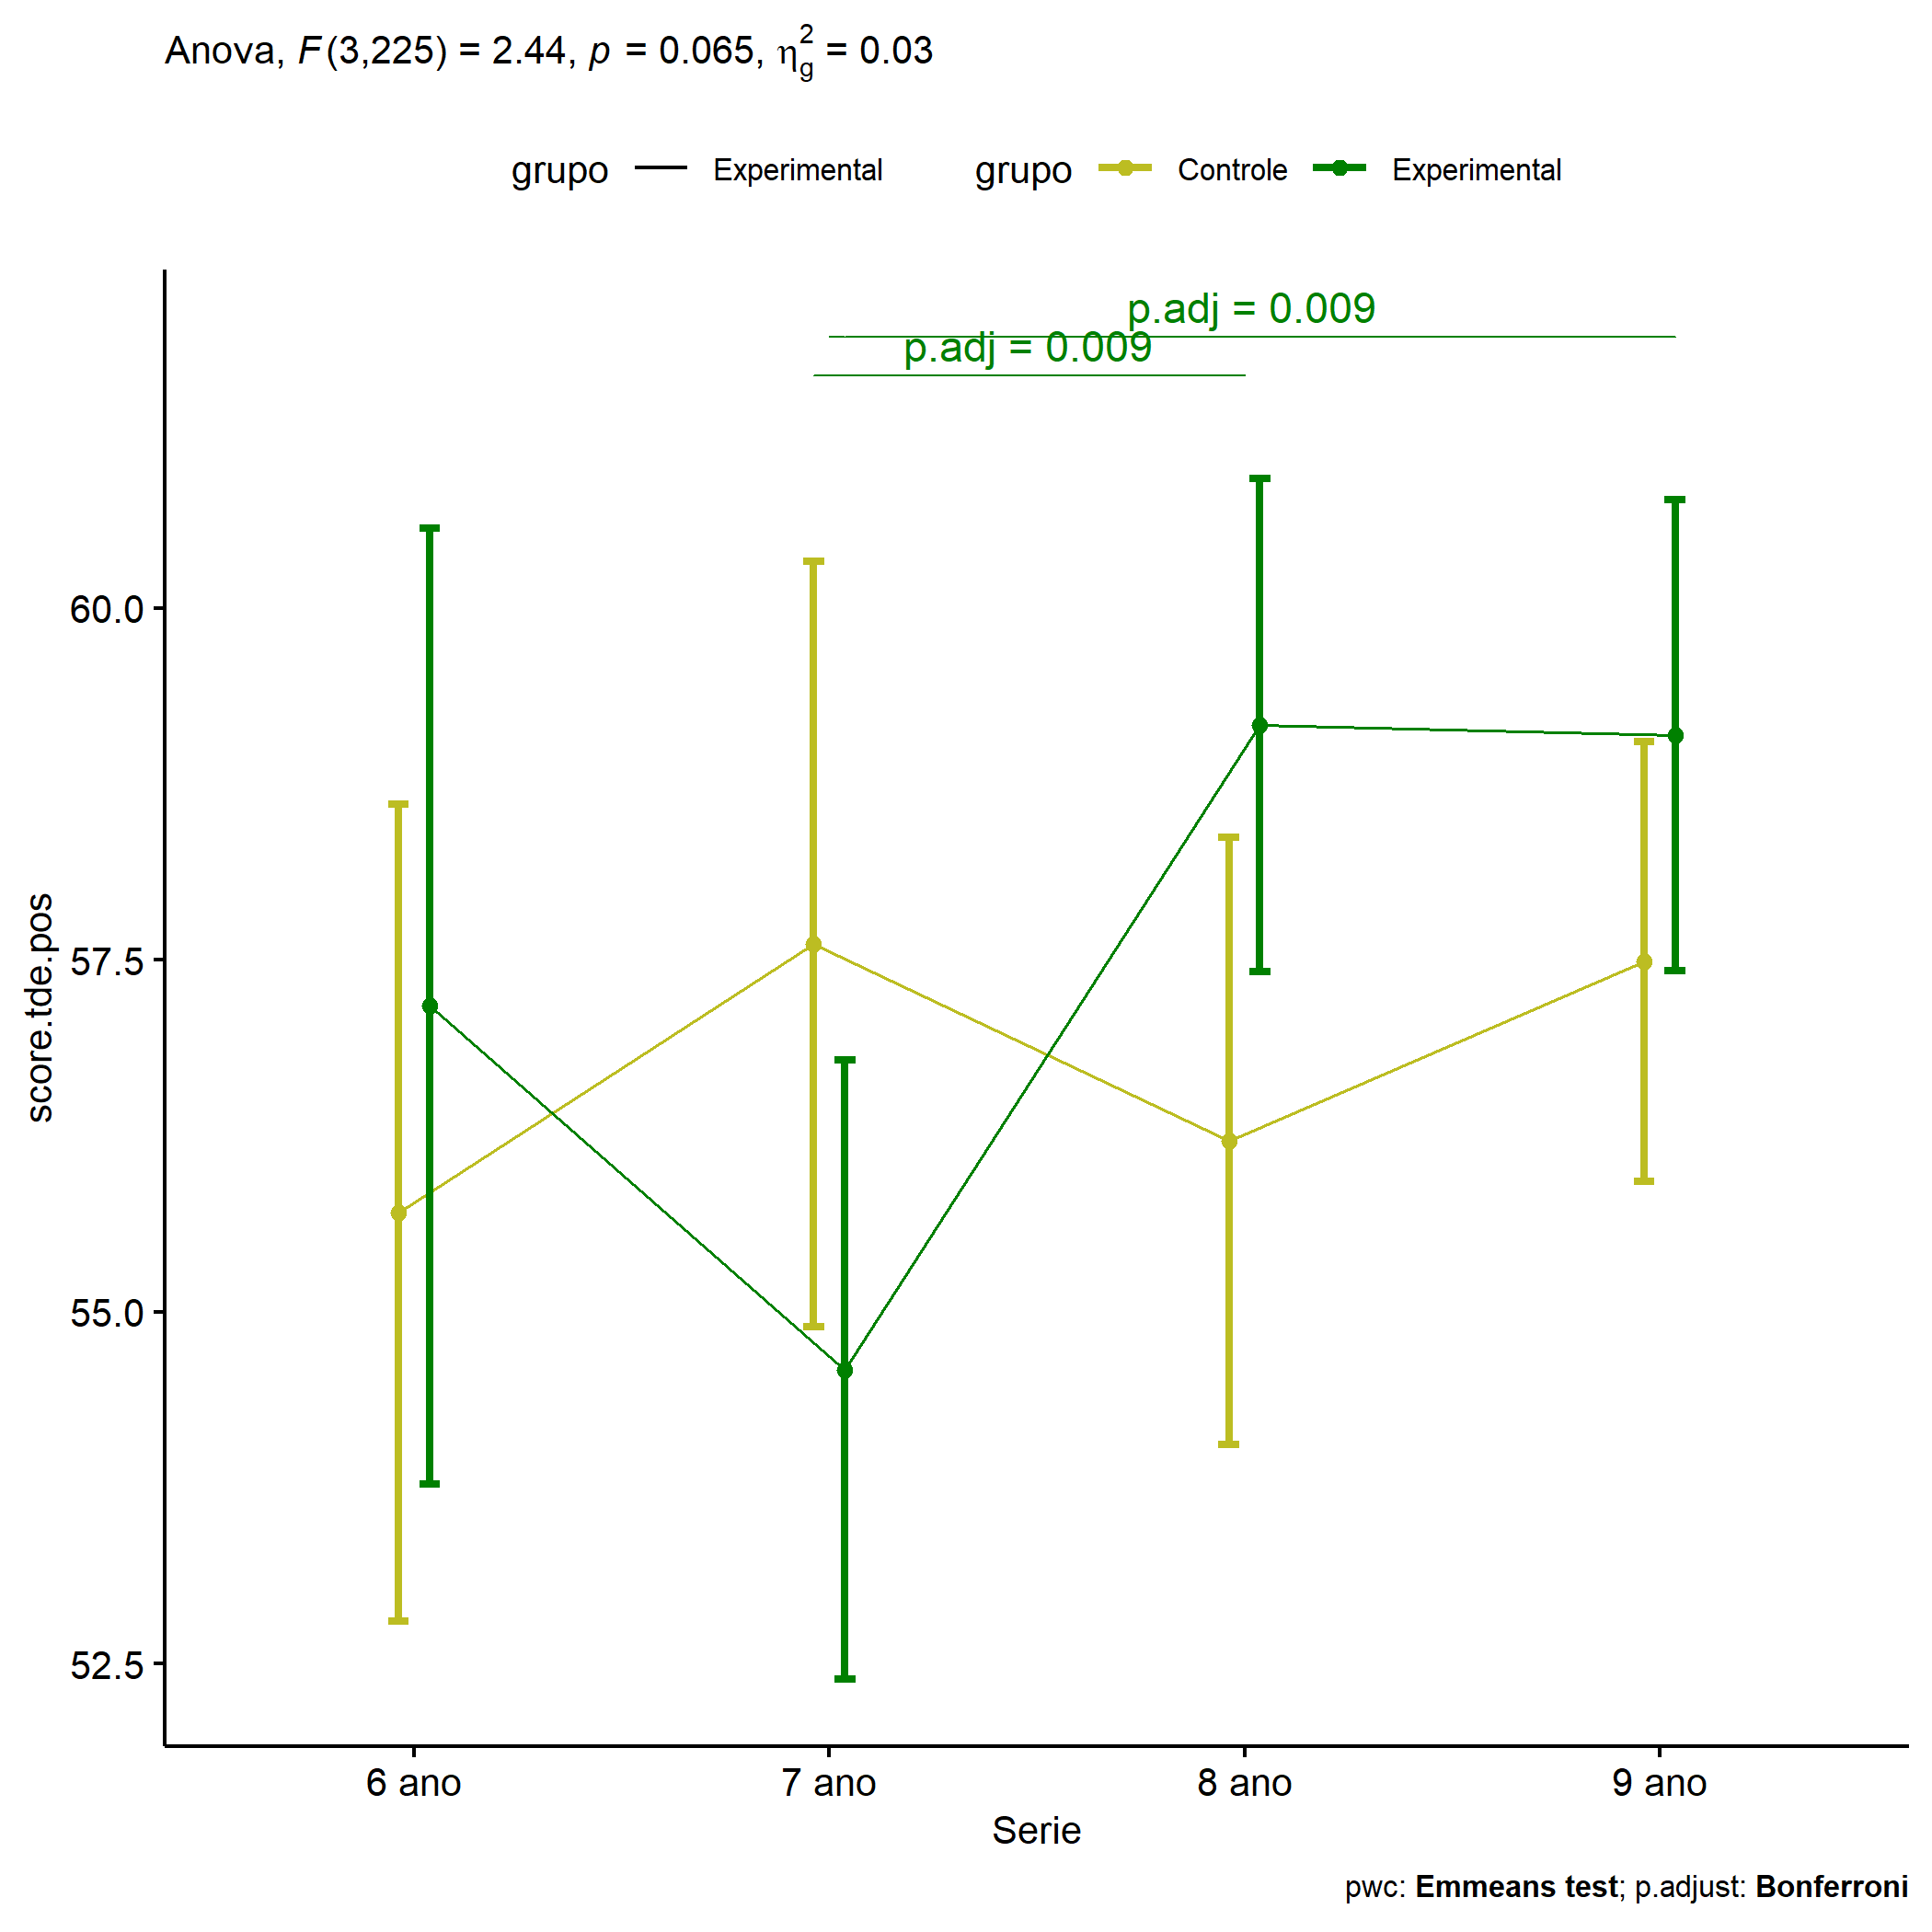 Anova, F(3,225) = 2.44, p = 0.065, η²g = 0.03
grupo Experimental grupo Controle Experimental
p.adj = 0.009
p.adj = 0.009
60.0
57.5
55.0
52.5
score.tde.pos
6 ano 7 ano 8 ano 9 ano
Serie
pwc: Emmeans test; p.adjust: Bonferroni